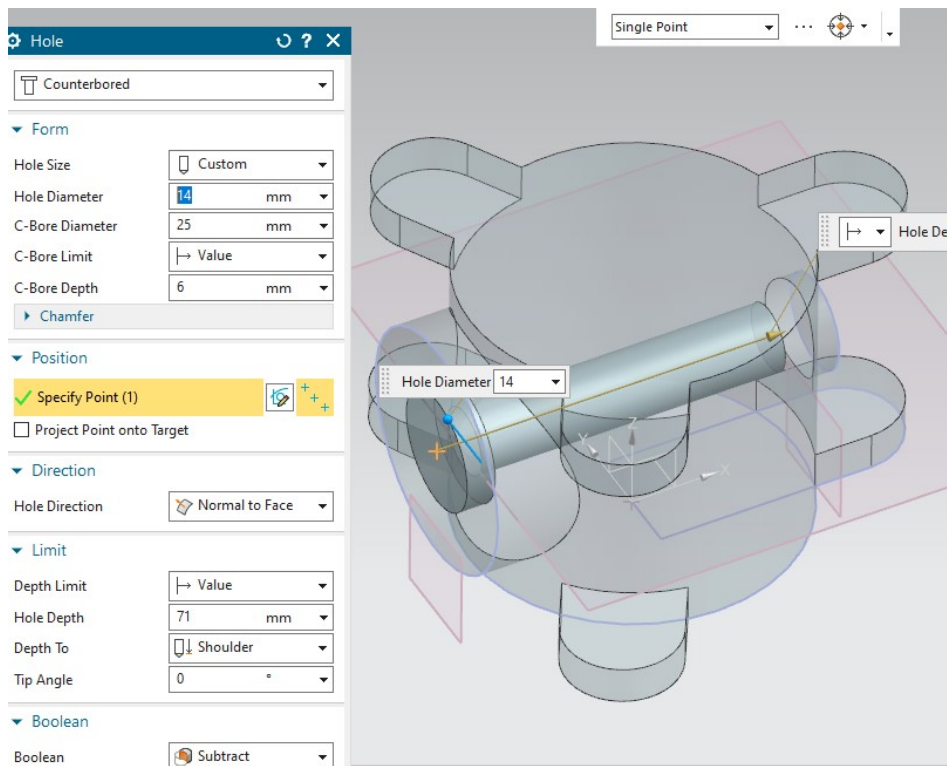 Hole
Single Point
Counterbored
Form
Hole Size Custom
Hole Diameter 14 mm
C-Bore Diameter 25 mm
C-Bore Limit Value
C-Bore Depth 6 mm
Chamfer
Position
Specify Point (1)
Project Point onto Target
Direction
Hole Direction Normal to Face
Limit
Depth Limit Value
Hole Depth 71 mm
Depth To Shoulder
Tip Angle 0 °
Boolean
Boolean Subtract
Hole De
Hole Diameter 14
X
Z
X
Y